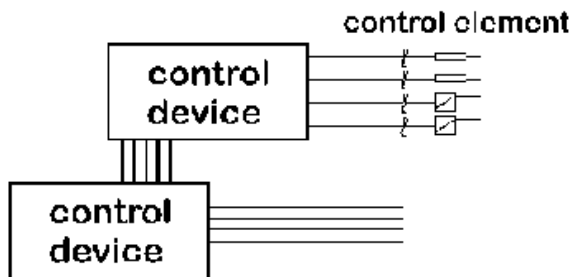 control element
control
device
control
device